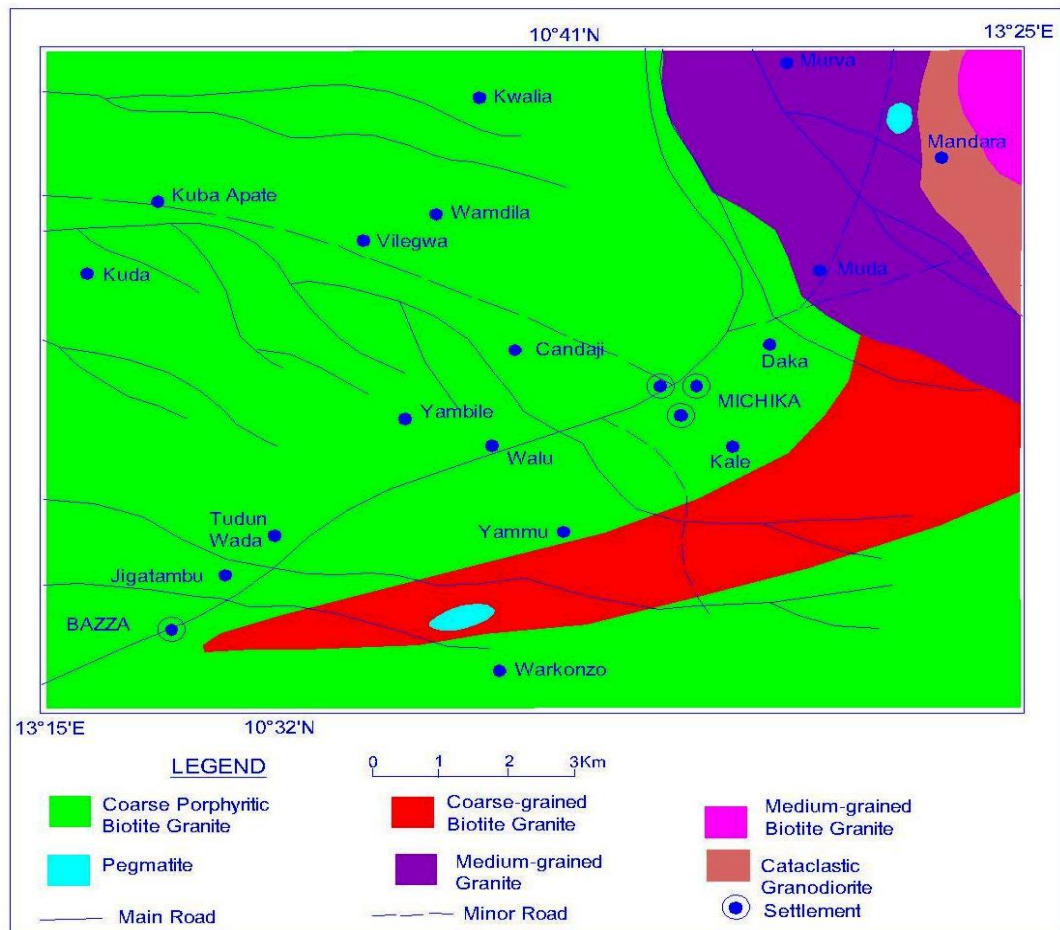 10°41'N
13°25'E
Murva
Kwalia
Mandara
Kuba Apate
Wamdila
Vilegwa
Kuda
Muda
Candaji
Daka
MICHIKA
Yambile
Walu
Kale
Tudun
Wada
Yammu
Jigatambu
BAZZA
Warkonzo
13°15'E
10°32'N
LEGEND
0 1 2 3Km
Coarse Porphyritic
Biotite Granite
Coarse-grained
Biotite Granite
Medium-grained
Biotite Granite
Pegmatite
Medium-grained
Granite
Cataclastic
Granodiorite
Main Road
Minor Road
Settlement